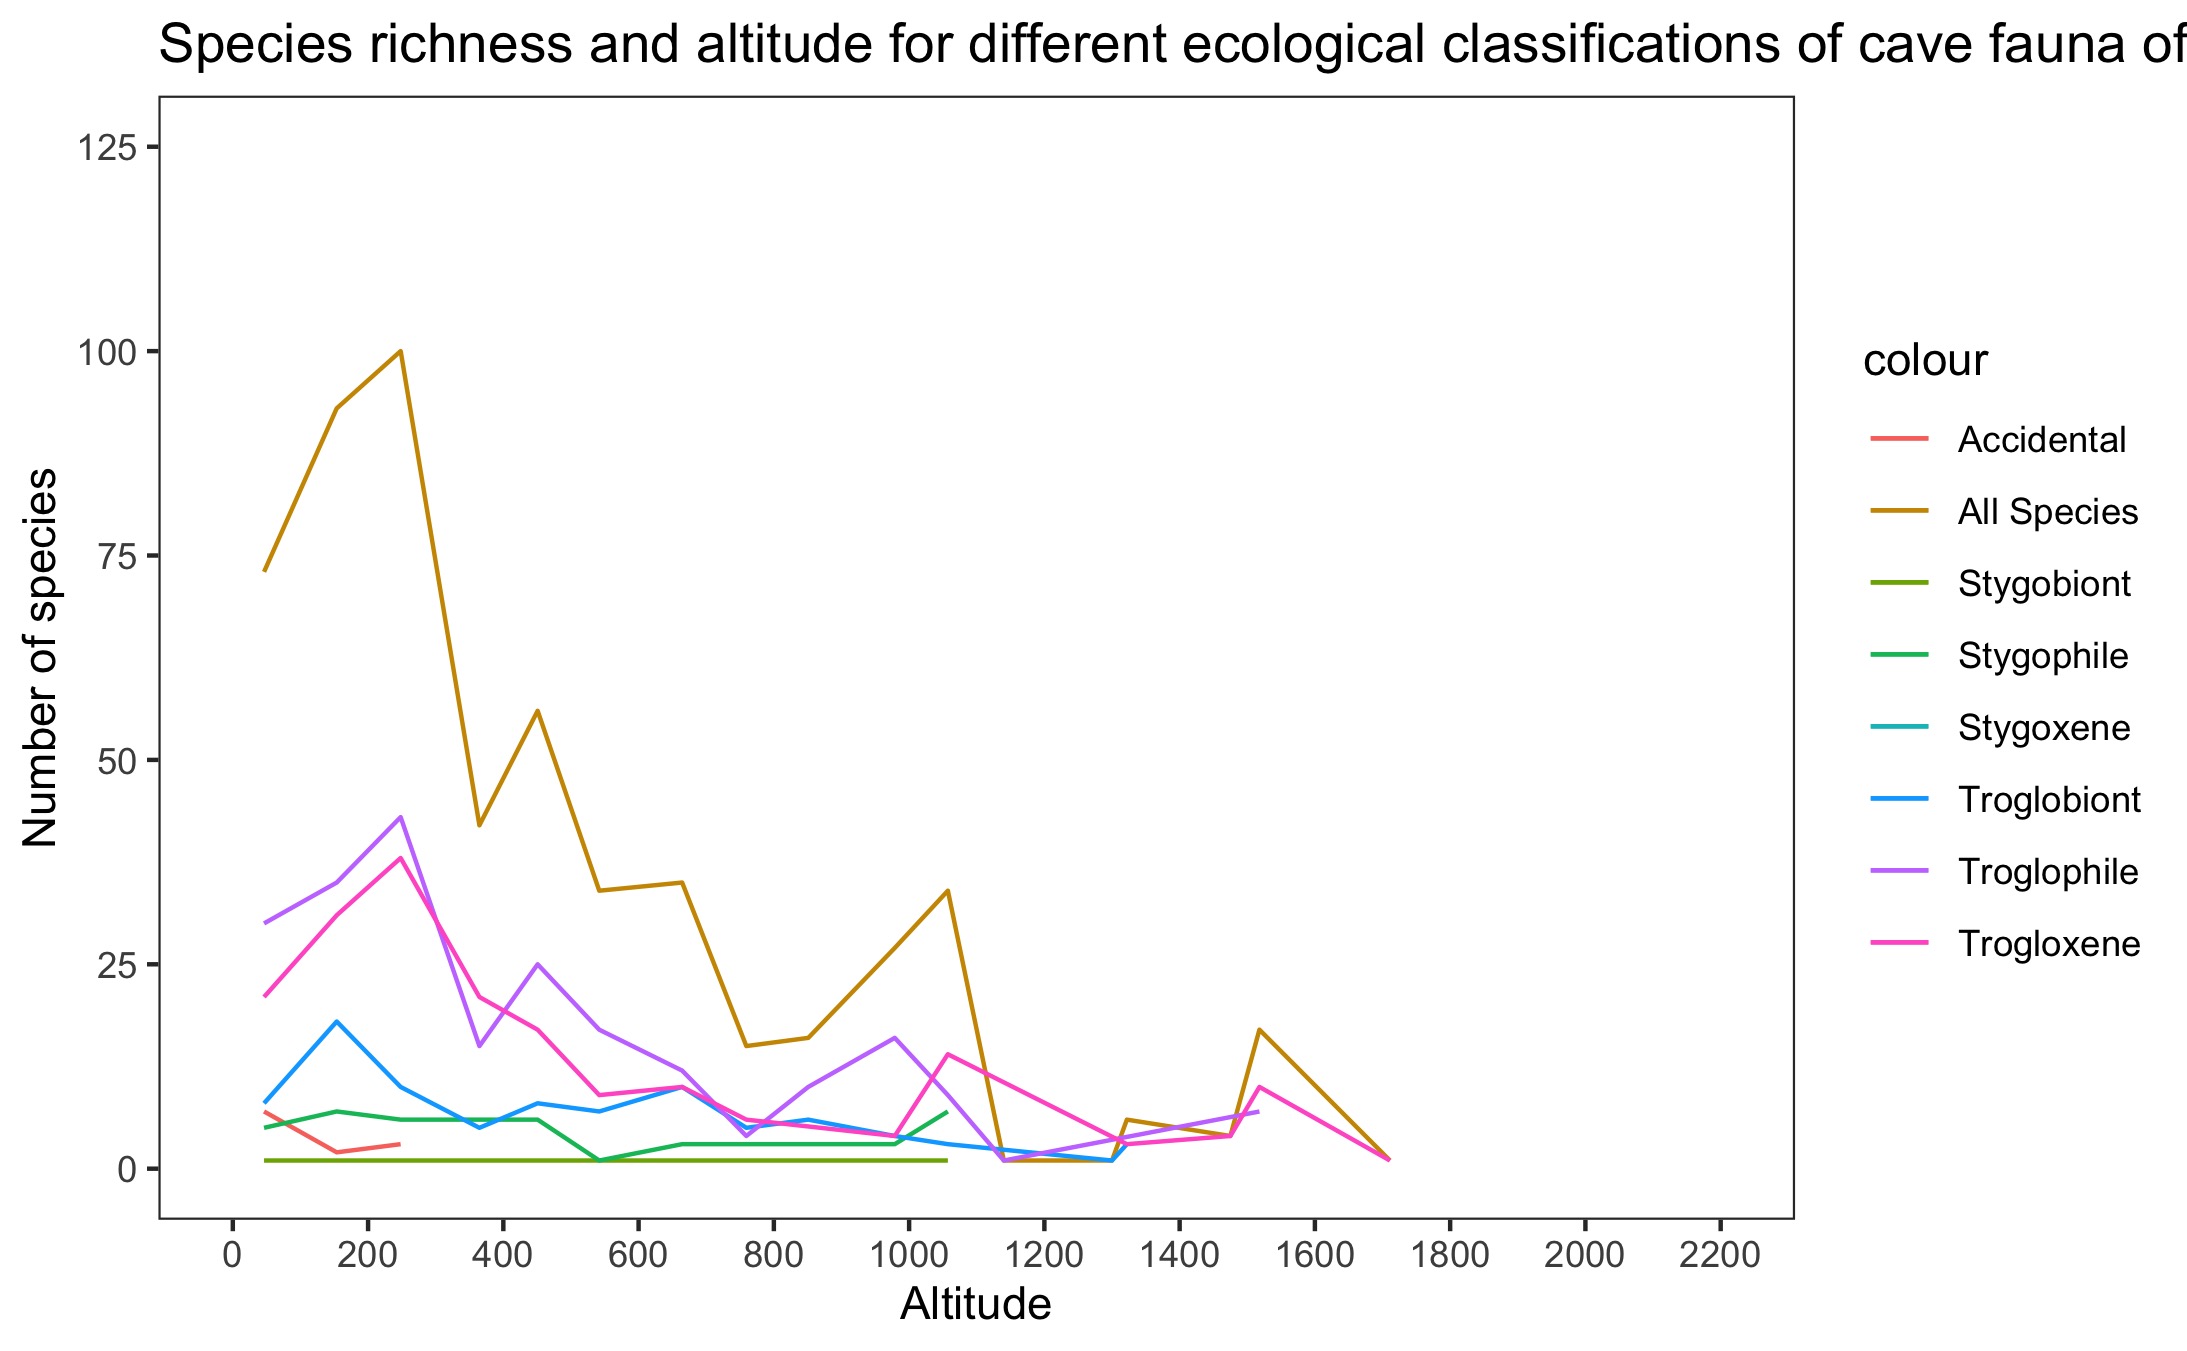 Species richness and altitude for different ecological classifications of cave fauna of
125
100
75
50
25
0
Number of species
0 200 400 600 800 1000 1200 1400 1600 1800 2000 2200
Altitude
colour
Accidental
All Species
Stygobiont
Stygophile
Stygoxene
Troglobiont
Troglophile
Trogloxene